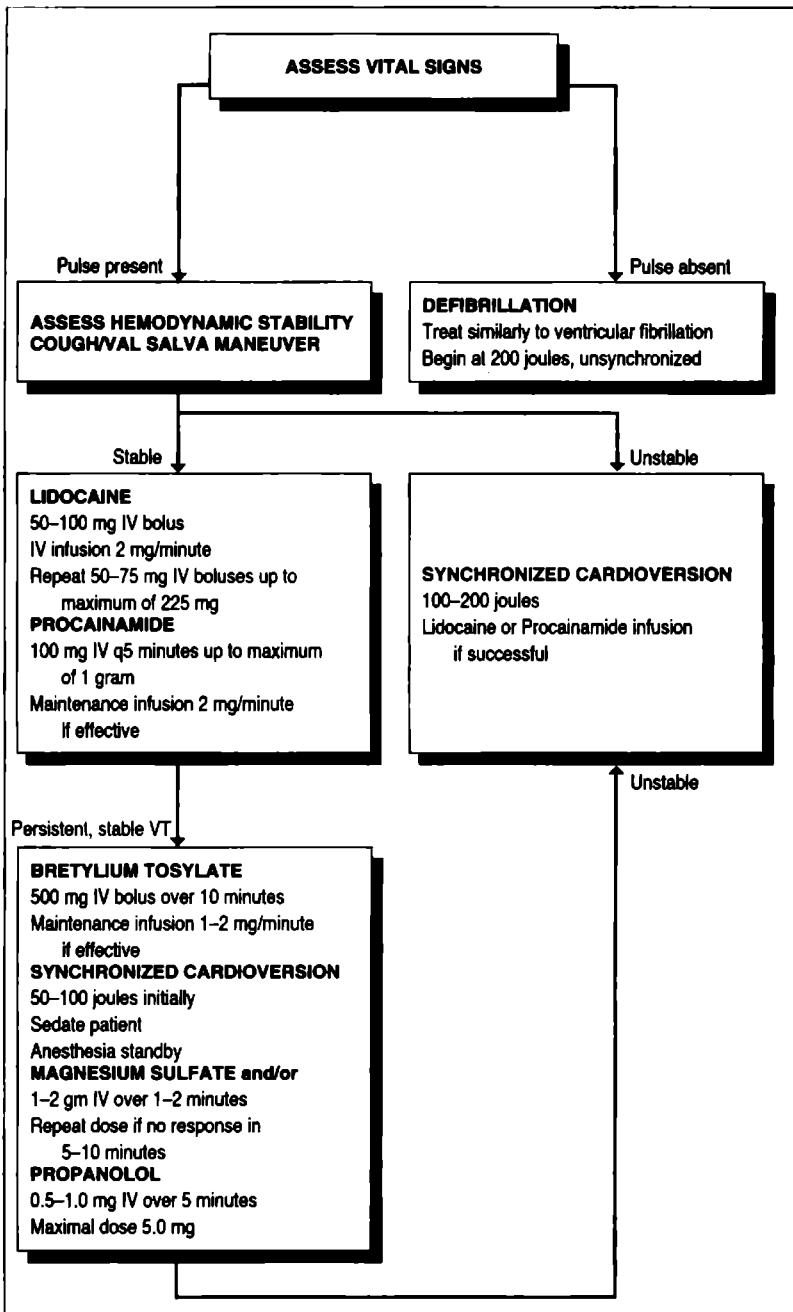 ASSESS VITAL SIGNS
Pulse present
Pulse absent
ASSESS HEMODYNAMIC STABILITY
COUGH/VAL SALVA MANEUVER
DEFIBRILLATION
Treat similarly to ventricular fibrillation
Begin at 200 joules, unsynchronized
Stable
Unstable
LIDOCAINE
50–100 mg IV bolus
IV infusion 2 mg/minute
Repeat 50–75 mg IV boluses up to
maximum of 225 mg
PROCAINAMIDE
100 mg IV q5 minutes up to maximum
of 1 gram
Maintenance infusion 2 mg/minute
if effective
SYNCHRONIZED CARDIOVERSION
100–200 joules
Lidocaine or Procainamide infusion
if successful
Persistent, stable VT
Unstable
BRETYLIUM TOSYLATE
500 mg IV bolus over 10 minutes
Maintenance infusion 1–2 mg/minute
if effective
SYNCHRONIZED CARDIOVERSION
50–100 joules initially
Sedate patient
Anesthesia standby
MAGNESIUM SULFATE and/or
1–2 gm IV over 1–2 minutes
Repeat dose if no response in
5–10 minutes
PROPANOLOL
0.5–1.0 mg IV over 5 minutes
Maximal dose 5.0 mg